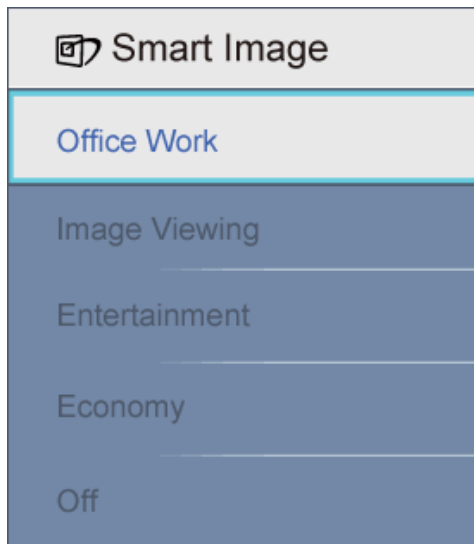 Smart Image
Office Work
Image Viewing
Entertainment
Economy
Off